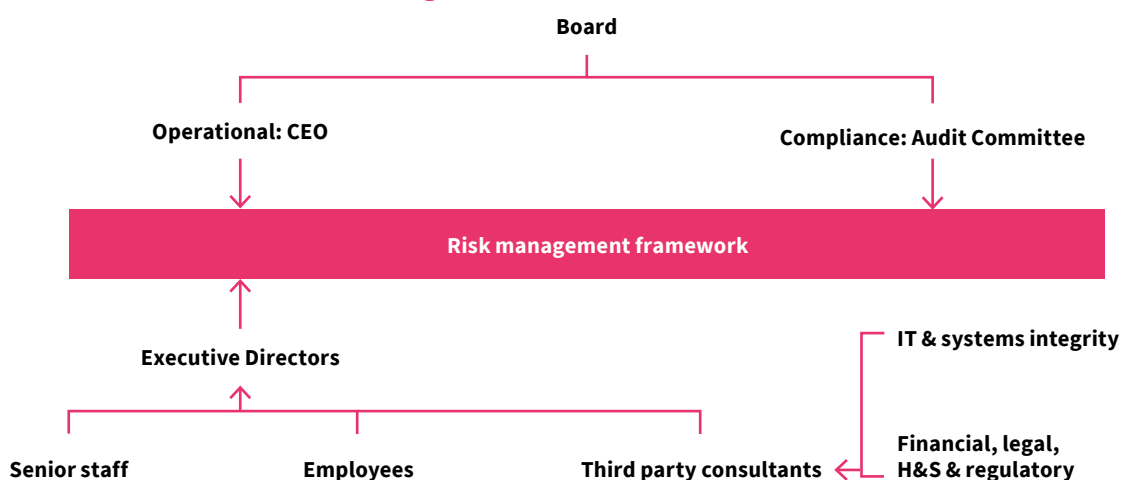 Board
Operational: CEO
Compliance: Audit Committee
Risk management framework
Executive Directors
IT & systems integrity
Senior staff
Employees
Third party consultants
Financial, legal,
H&S & regulatory